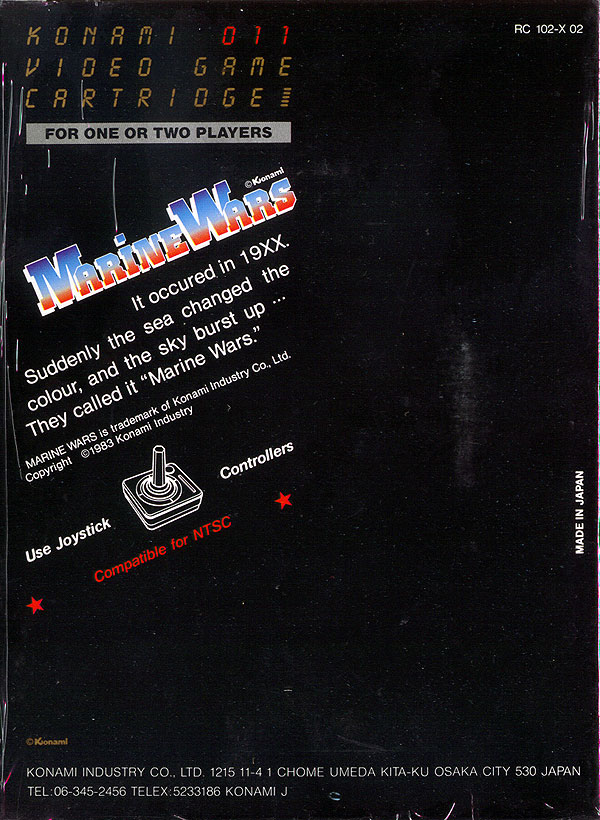 KONAMI 011
RC 102-X 02
VIDEO GAME
CARTRIDGE
FOR ONE OR TWO PLAYERS
©Konami
MARINE WARS
It occured in 19XX.
Suddenly the sea changed the
colour, and the sky burst up ...
They called it “Marine Wars.”
MARINE WARS is trademark of Konami Industry Co., Ltd.
Copyright ©1983 Konami Industry
Use Joystick Controllers
Compatible for NTSC
MADE IN JAPAN
©Konami
KONAMI INDUSTRY CO., LTD. 1215 11-4 1 CHOME UMEDA KITA-KU OSAKA CITY 530 JAPAN
TEL:06-345-2456 TELEX:5233186 KONAMI J